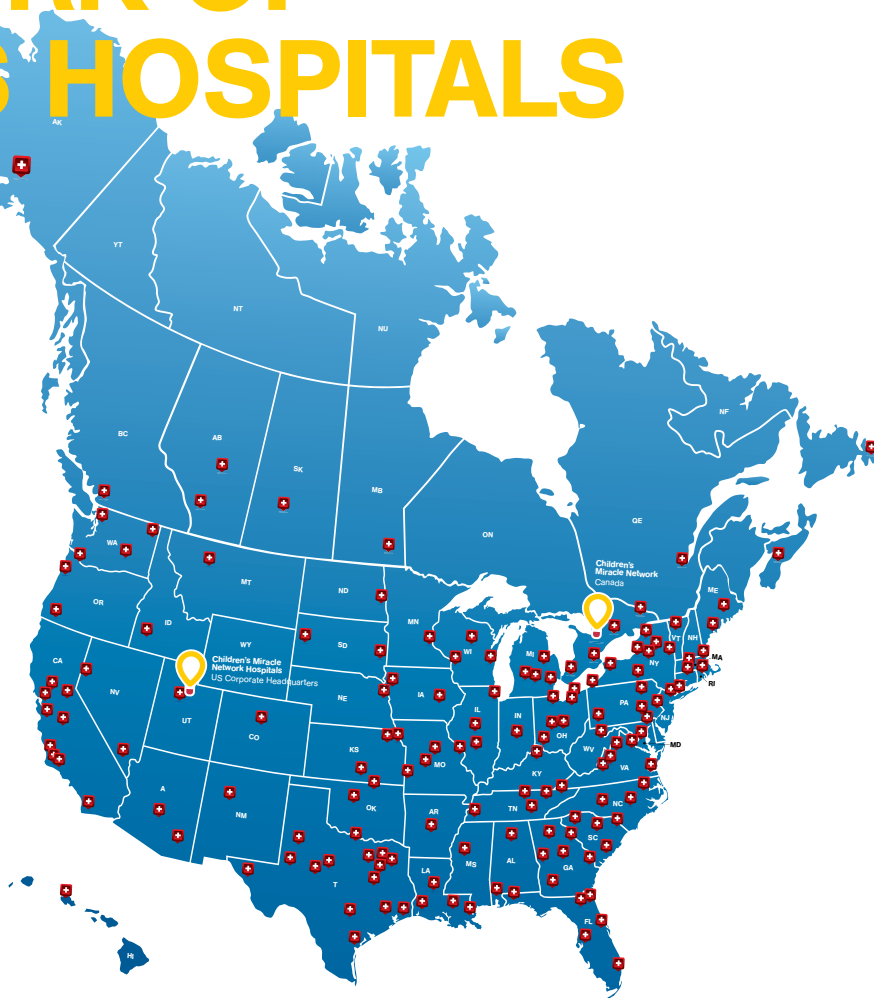 S HOSPITALS
AK
YT
NT
NU
BC
AB
SK
MB
ON
QE
NF
Children's
Miracle Network
Canada
WA
MT
ND
MN
ME
OR
ID
WY
SD
WI
MI
VT
NH
NY
MA
RI
CA
NV
Children's Miracle
Network Hospitals
US Corporate Headquarters
UT
CO
NE
IA
IL
IN
OH
PA
NJ
MD
WV
VA
KS
MO
KY
A
NM
OK
AR
TN
NC
SC
T
LA
MS
AL
GA
FL
HI